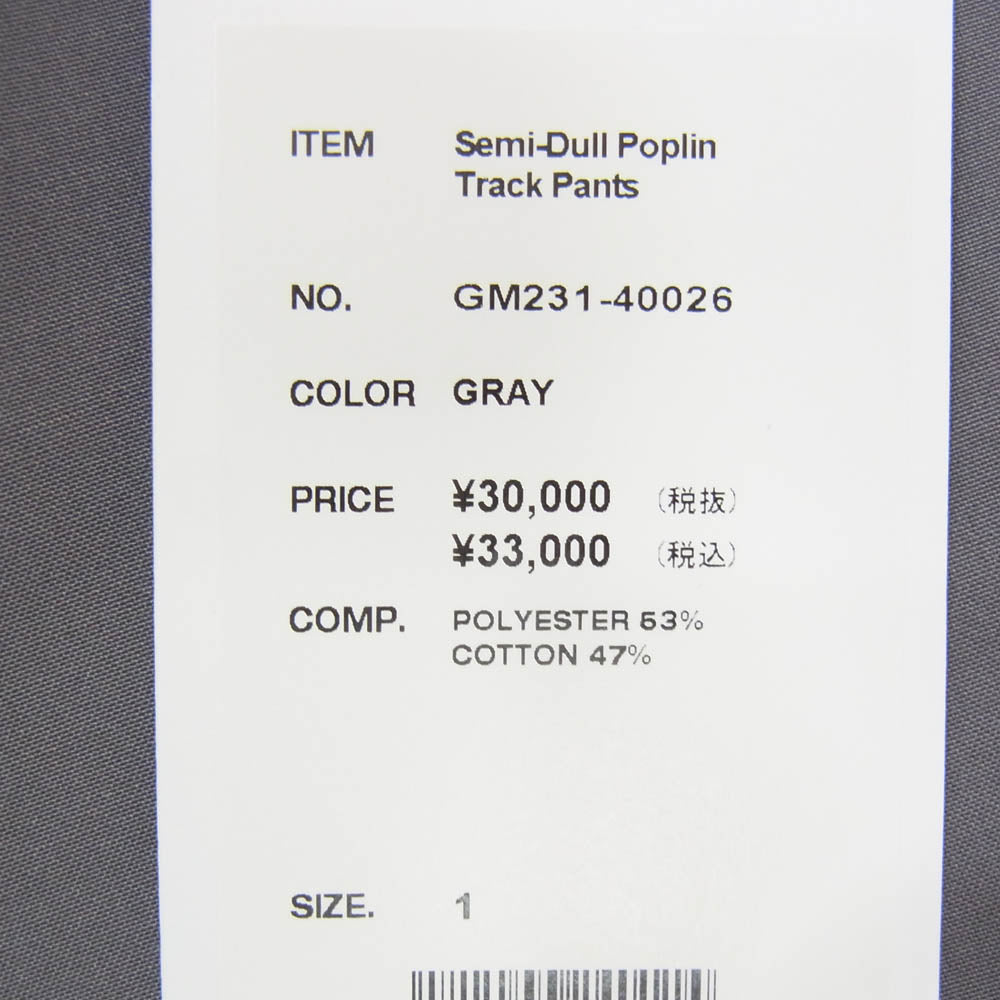 ITEM Semi-Dull Poplin
Track Pants
NO. GM231-40026
COLOR GRAY
PRICE ¥30,000 (税抜)
¥33,000 (税込)
COMP. POLYESTER 53%
COTTON 47%
SIZE. 1